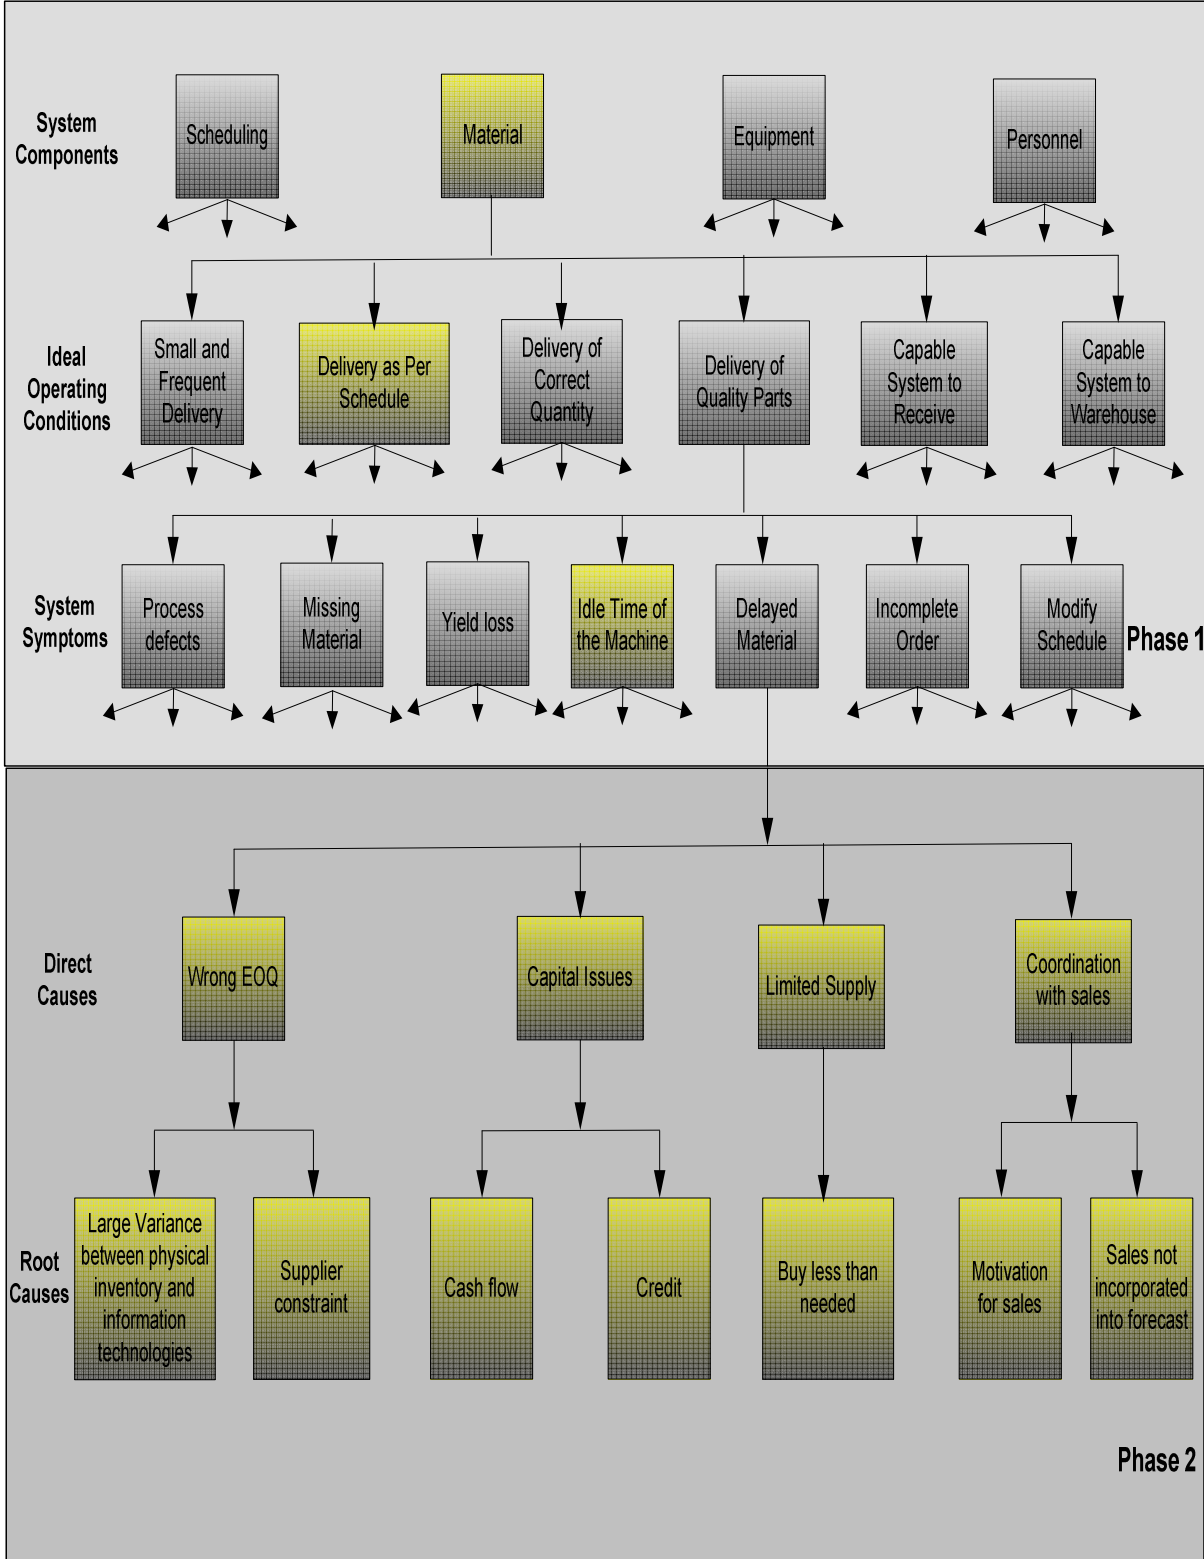 System
Components
Scheduling
Material
Equipment
Personnel
Ideal
Operating
Conditions
Small and
Frequent
Delivery
Delivery as Per
Schedule
Delivery of
Correct
Quantity
Delivery of
Quality Parts
Capable
System to
Receive
Capable
System to
Warehouse
System
Symptoms
Process
defects
Missing
Material
Yield loss
Idle Time of
the Machine
Delayed
Material
Incomplete
Order
Modify
Schedule
Phase 1
Direct
Causes
Wrong EOQ
Capital Issues
Limited Supply
Coordination
with sales
Root
Causes
Large Variance
between physical
inventory and
information
technologies
Supplier
constraint
Cash flow
Credit
Buy less than
needed
Motivation
for sales
Sales not
incorporated
into forecast
Phase 2